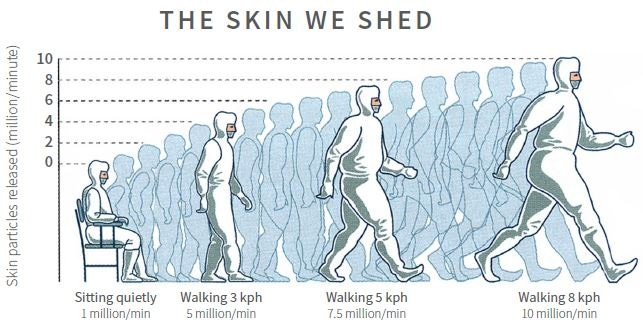 THE SKIN WE SHED
Skin particles released (million/minute)
10
8
6
4
2
0
Sitting quietly
1 million/min
Walking 3 kph
5 million/min
Walking 5 kph
7.5 million/min
Walking 8 kph
10 million/min